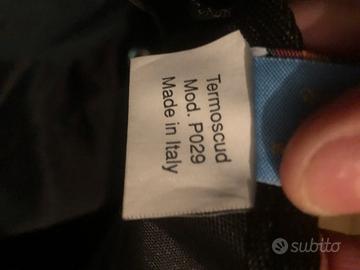 Termoscud
Mod. P029
Made in Italy
subito